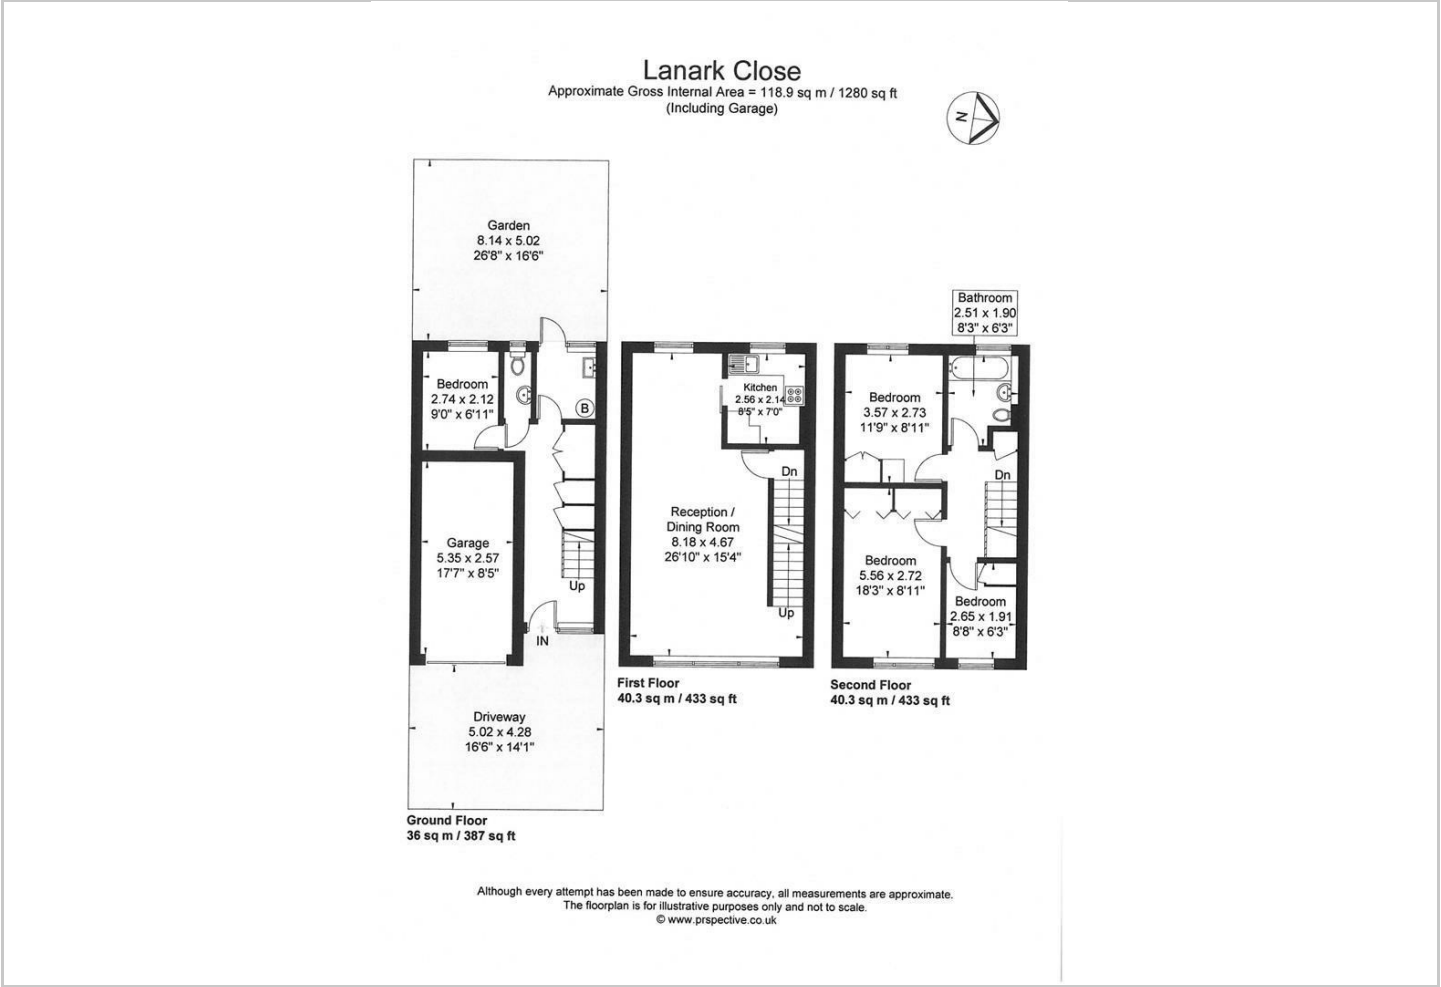 Lanark Close
Approximate Gross Internal Area = 118.9 sq m / 1280 sq ft
(Including Garage)
N
Garden
8.14 x 5.02
26'8" x 16'6"
Bedroom
2.74 x 2.12
9'0" x 6'11"
B
Garage
5.35 x 2.57
17'7" x 8'5"
Up
IN
Driveway
5.02 x 4.28
16'6" x 14'1"
Ground Floor
36 sq m / 387 sq ft
Kitchen
2.56 x 2.14
8'5" x 7'0"
Dn
Reception /
Dining Room
8.18 x 4.67
26'10" x 15'4"
Up
First Floor
40.3 sq m / 433 sq ft
Bathroom
2.51 x 1.90
8'3" x 6'3"
Bedroom
3.57 x 2.73
11'9" x 8'11"
Dn
Bedroom
5.56 x 2.72
18'3" x 8'11"
Bedroom
2.65 x 1.91
8'8" x 6'3"
Second Floor
40.3 sq m / 433 sq ft
Although every attempt has been made to ensure accuracy, all measurements are approximate.
The floorplan is for illustrative purposes only and not to scale.
© www.prspective.co.uk